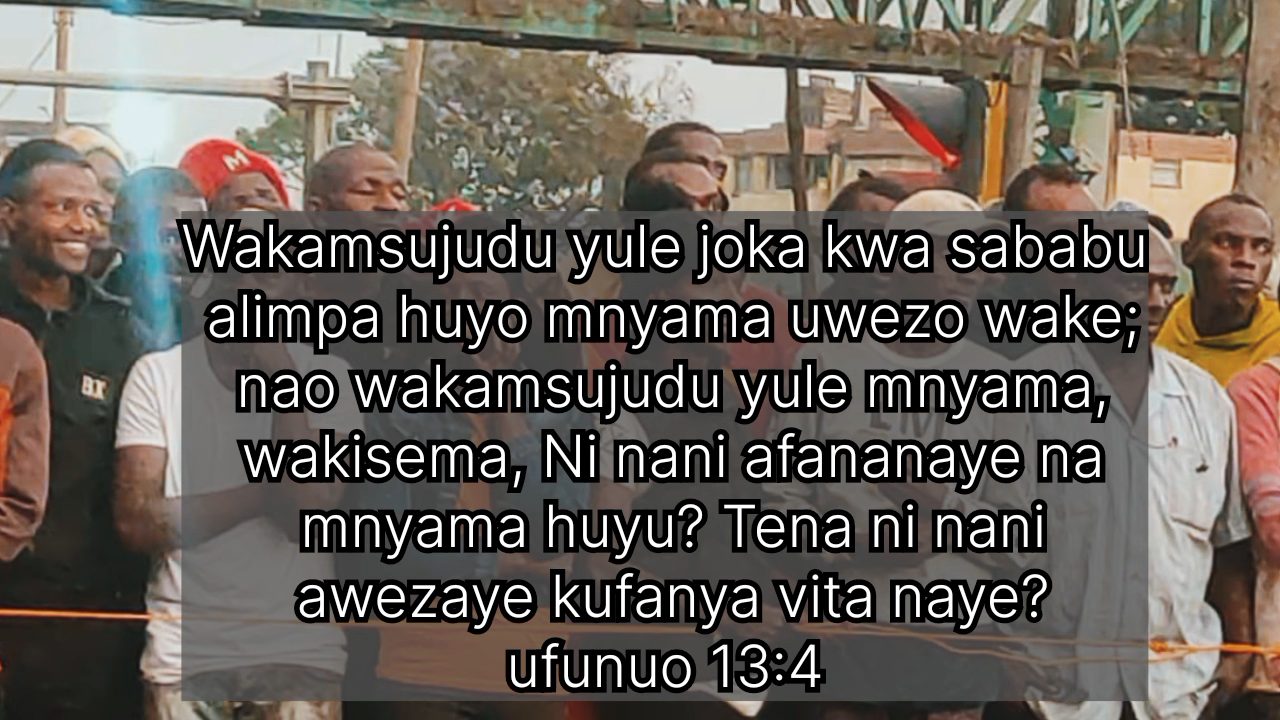 M
BX
Wakamsujudu yule joka kwa sababu
alimpa huyo mnyama uwezo wake;
nao wakamsujudu yule mnyama,
wakisema, Ni nani afananaye na
mnyama huyu? Tena ni nani
awezaye kufanya vita naye?
ufunuo 13:4